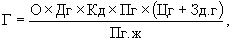 Г = О×Дг×Кд×Пг×(Цг + Зд.г) / Пг.ж ,